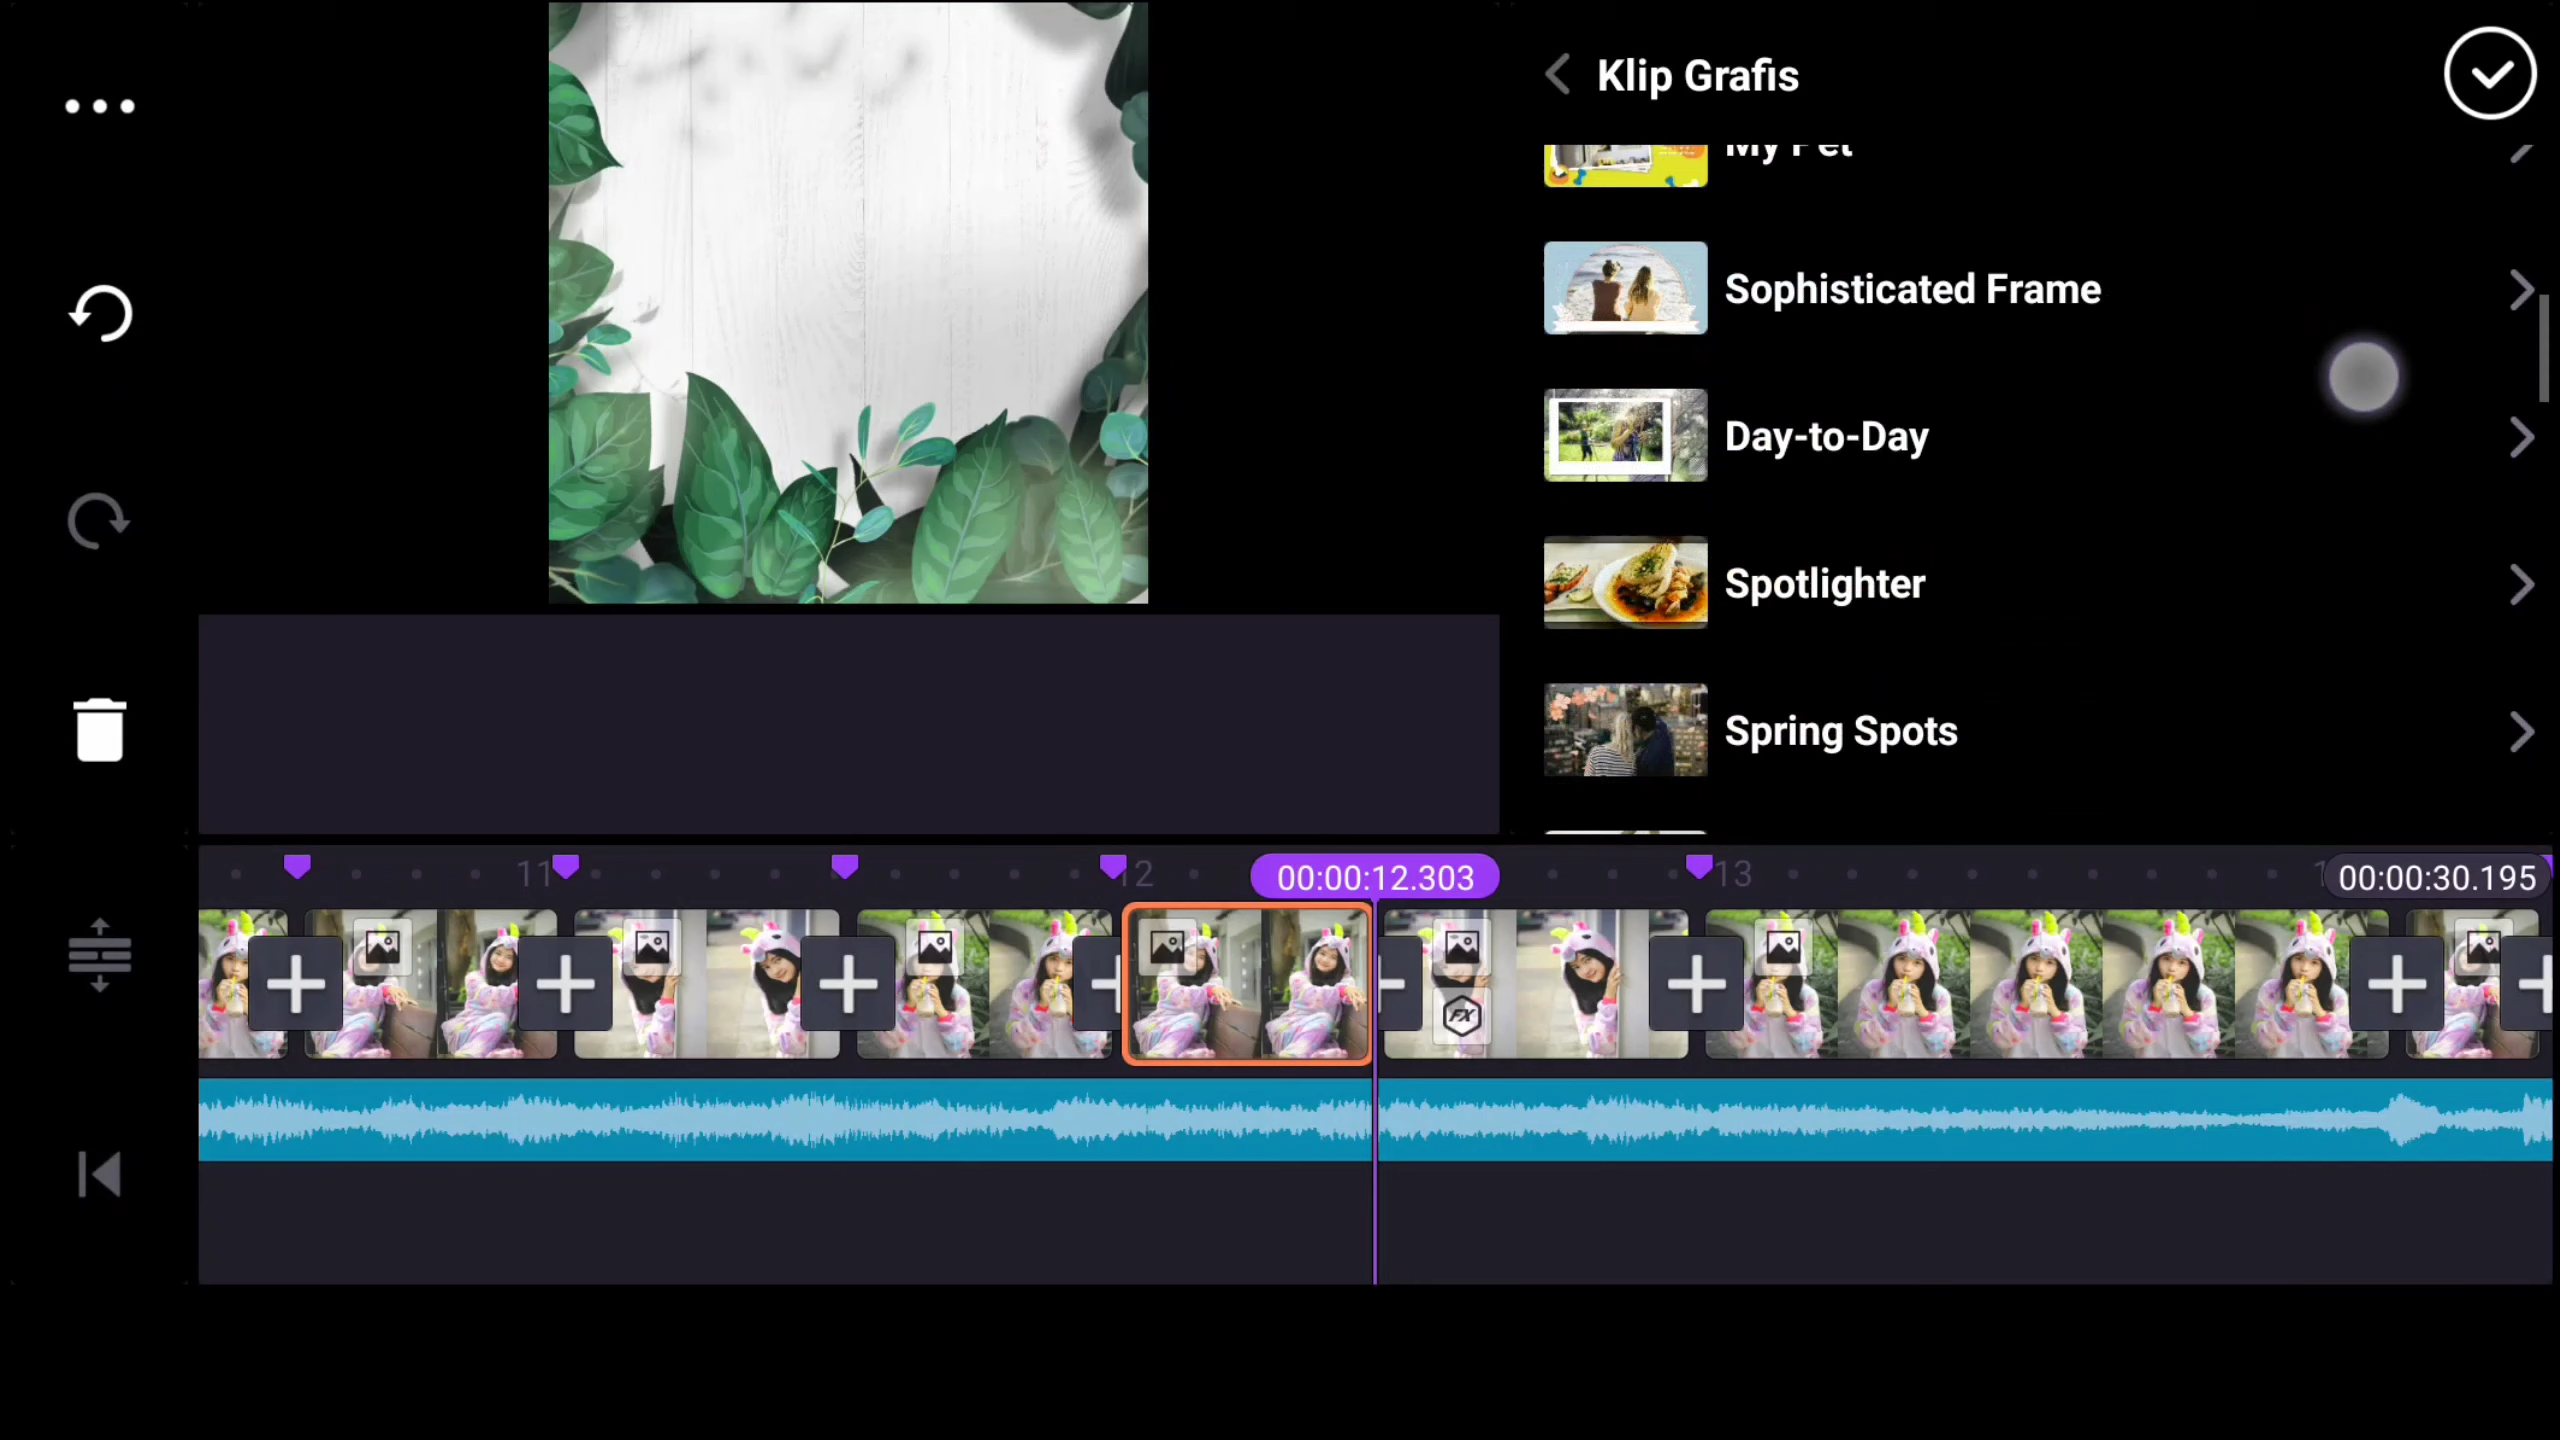 Klip Grafis
My Pet
Sophisticated Frame
Day-to-Day
Spotlighter
Spring Spots
11
12
00:00:12.303
13
00:00:30.195
FX